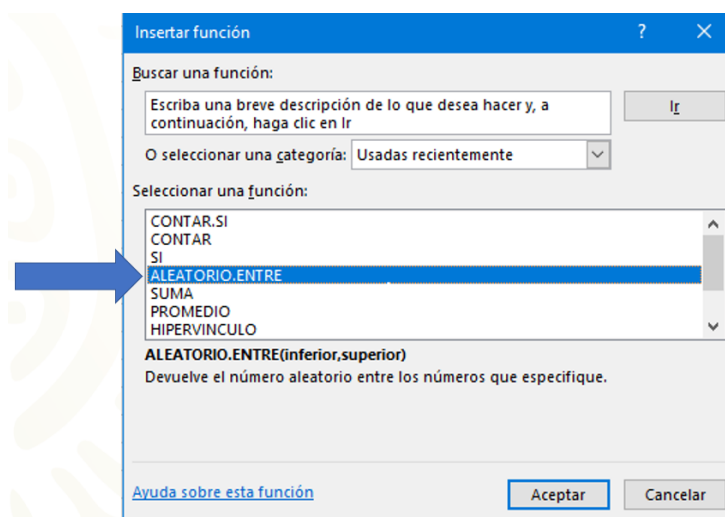 Insertar función
Buscar una función:
Escriba una breve descripción de lo que desea hacer y, a
continuación, haga clic en Ir
Ir
O seleccionar una categoría: Usadas recientemente
Seleccionar una función:
CONTAR.SI
CONTAR
SI
ALEATORIO.ENTRE
SUMA
PROMEDIO
HIPERVINCULO
ALEATORIO.ENTRE(inferior,superior)
Devuelve el número aleatorio entre los números que especifique.
Ayuda sobre esta función
Aceptar
Cancelar